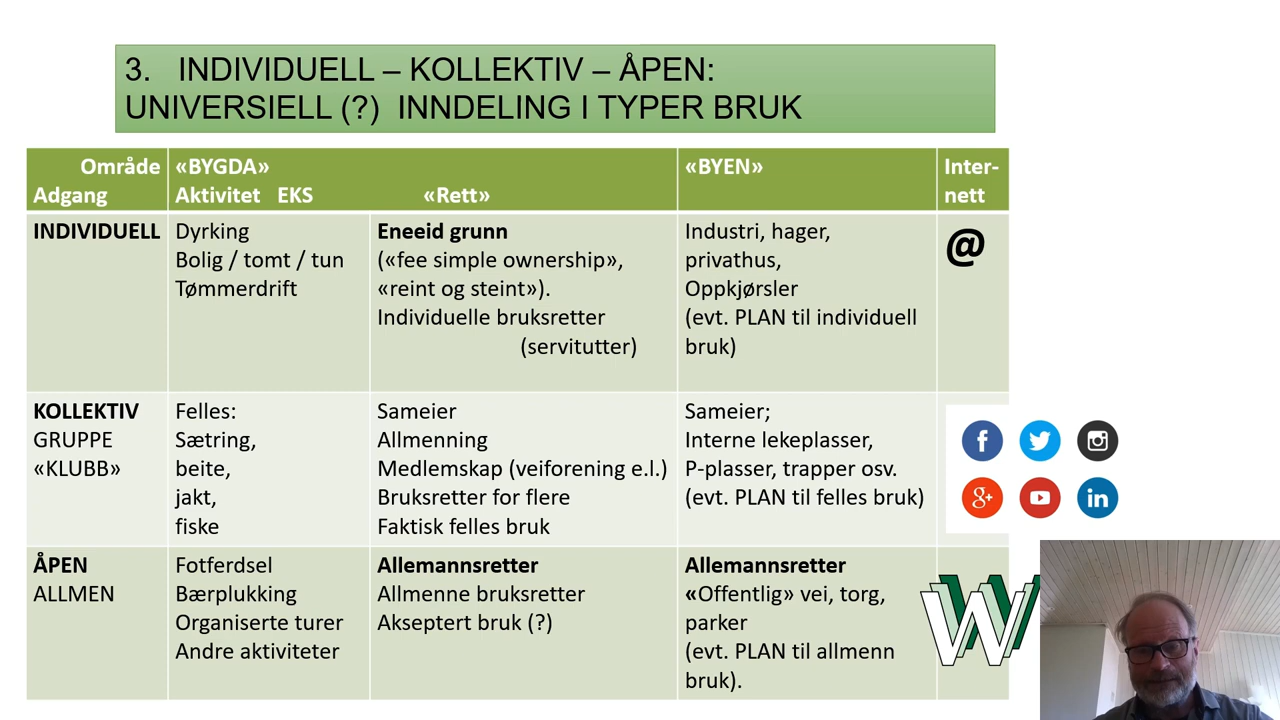 3. INDIVIDUELL – KOLLEKTIV – ÅPEN:
UNIVERSIELL (?) INNDELING I TYPER BRUK
Område
Adgang
«BYGDA»
Aktivitet EKS
«Rett»
«BYEN»
Inter-
nett
INDIVIDUELL
Dyrking
Bolig / tomt / tun
Tømmerdrift
Eneeid grunn
(«fee simple ownership»,
«reint og steint»).
Individuelle bruksretter
(servitutter)
Industri, hager,
privathus,
Oppkjørsler
(evt. PLAN til individuell
bruk)
@
KOLLEKTIV
GRUPPE
«KLUBB»
Felles:
Sætring,
beite,
jakt,
fiske
Sameier
Allmenning
Medlemskap (veiforening e.l.)
Bruksretter for flere
Faktisk felles bruk
Sameier;
Interne lekeplasser,
P-plasser, trapper osv.
(evt. PLAN til felles bruk)
f
g+
in
ÅPEN
ALLMEN
Fotferdsel
Bærplukking
Organiserte turer
Andre aktiviteter
Allemannsretter
Allmenne bruksretter
Akseptert bruk (?)
Allemannsretter
«Offentlig» vei, torg,
parker
(evt. PLAN til allmenn
bruk).
WWW